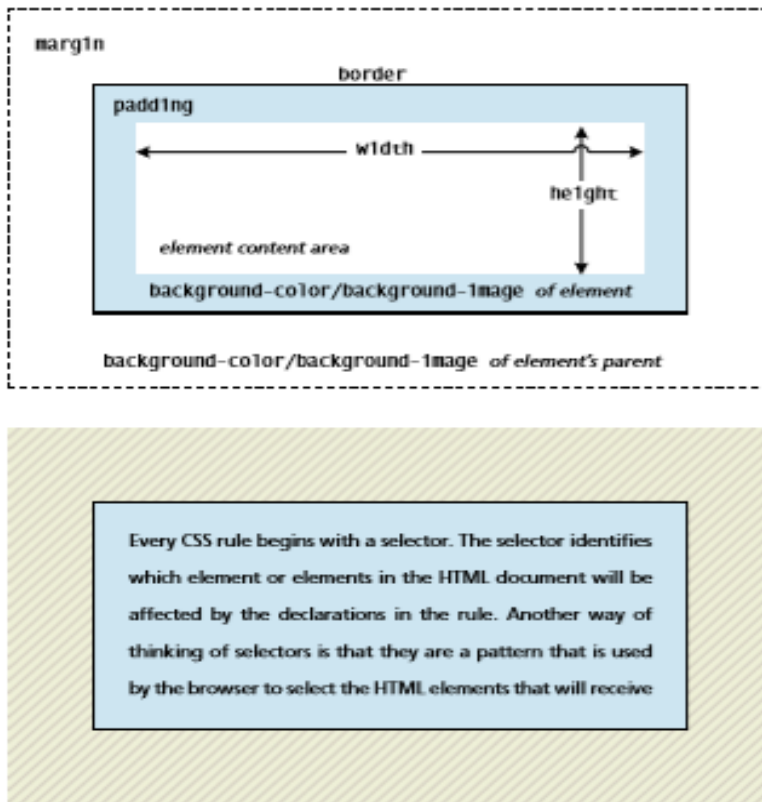 margin
border
padding
width
height
element content area
background-color/background-image of element
background-color/background-image of element's parent
Every CSS rule begins with a selector. The selector identifies
which element or elements in the HTML document will be
affected by the declarations in the rule. Another way of
thinking of selectors is that they are a pattern that is used
by the browser to select the HTML elements that will receive